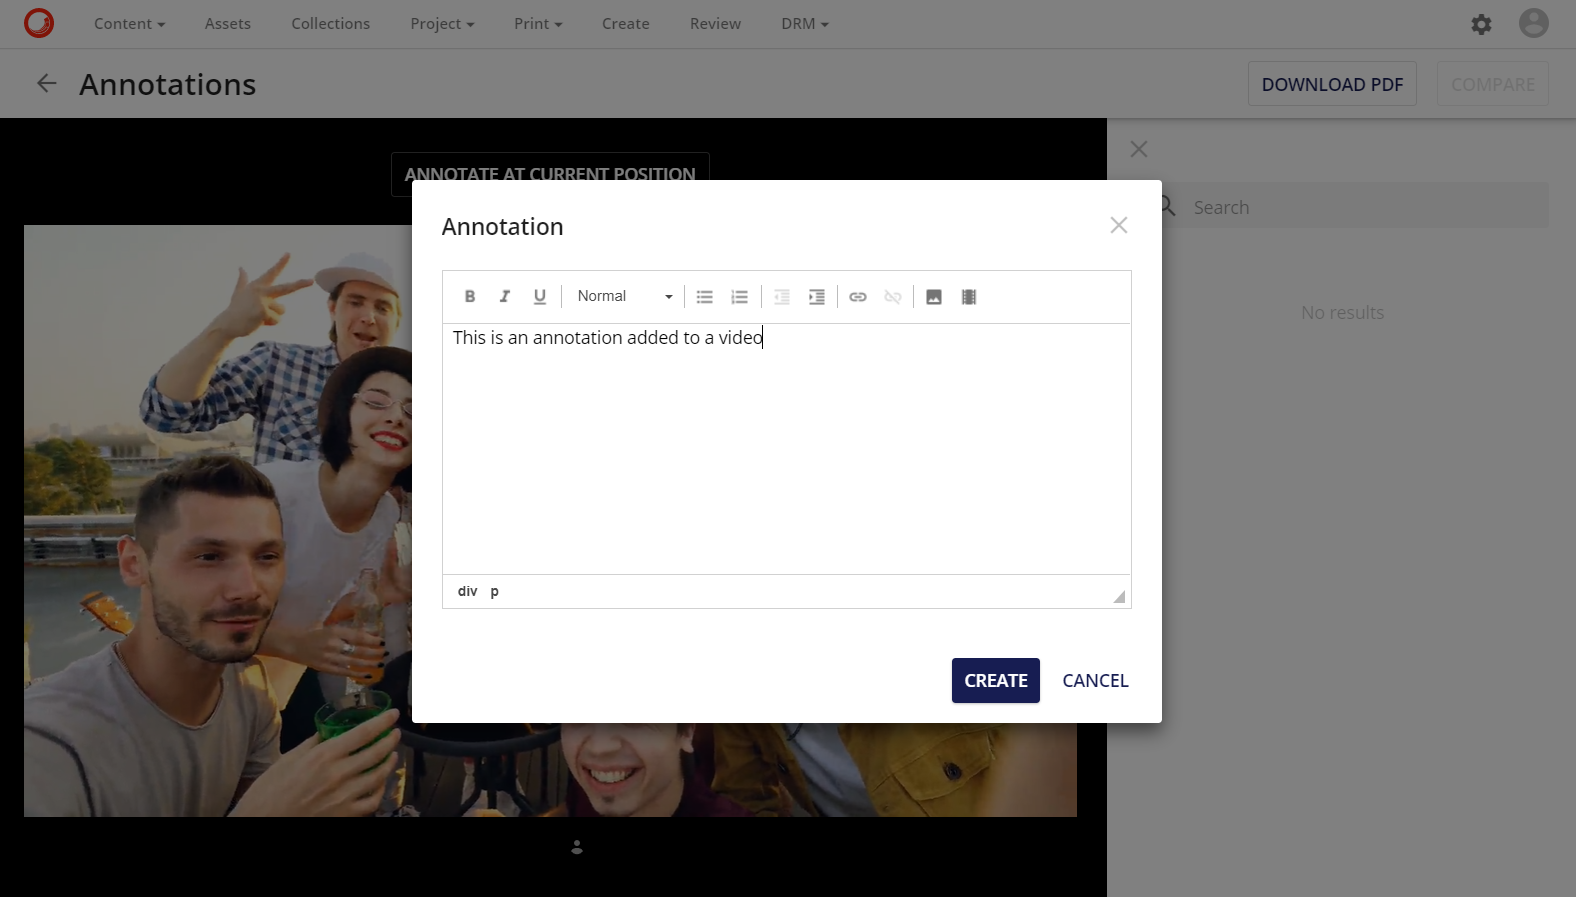 Content Assets Collections Project Print Create Review DRM
Annotations
DOWNLOAD PDF COMPARE
ANNOTATE AT CURRENT POSITION
Search
No results
Annotation
B I U Normal
This is an annotation added to a video
div p
CREATE CANCEL